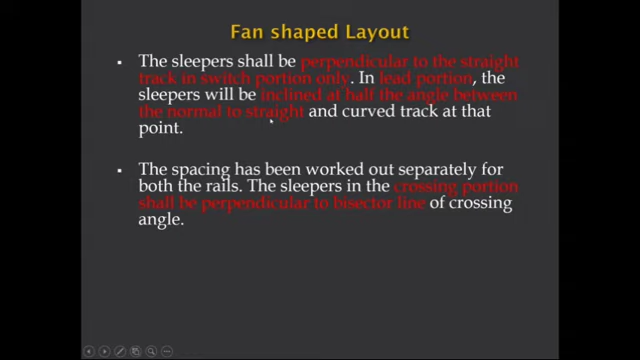 Fan shaped Layout
The sleepers shall be perpendicular to the straight
track in switch portion only. In lead portion, the
sleepers will be inclined at half the angle between
the normal to straight and curved track at that
point.
The spacing has been worked out separately for
both the rails. The sleepers in the crossing portion
shall be perpendicular to bisector line of crossing
angle.